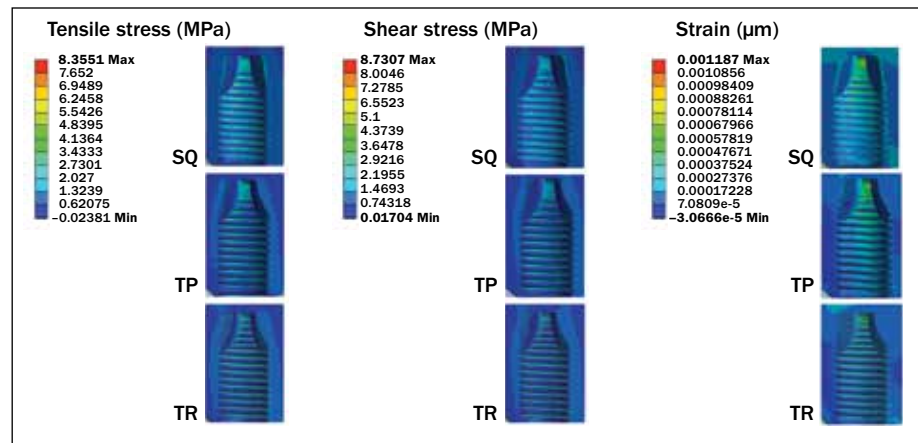 Tensile stress (MPa)
8.3551 Max
7.652
6.9489
6.2458
5.5426
4.8395
4.1364
3.4333
2.7301
2.027
1.3239
0.62075
–0.02381 Min
SQ
TP
TR
Shear stress (MPa)
8.7307 Max
8.0046
7.2785
6.5523
5.1
4.3739
3.6478
2.9216
2.1955
1.4693
0.74318
0.01704 Min
SQ
TP
TR
Strain (µm)
0.001187 Max
0.0010856
0.00098409
0.00088261
0.00078114
0.00067966
0.00057819
0.00047671
0.00037524
0.00027376
0.00017228
7.0809e-5
–3.0666e-5 Min
SQ
TP
TR